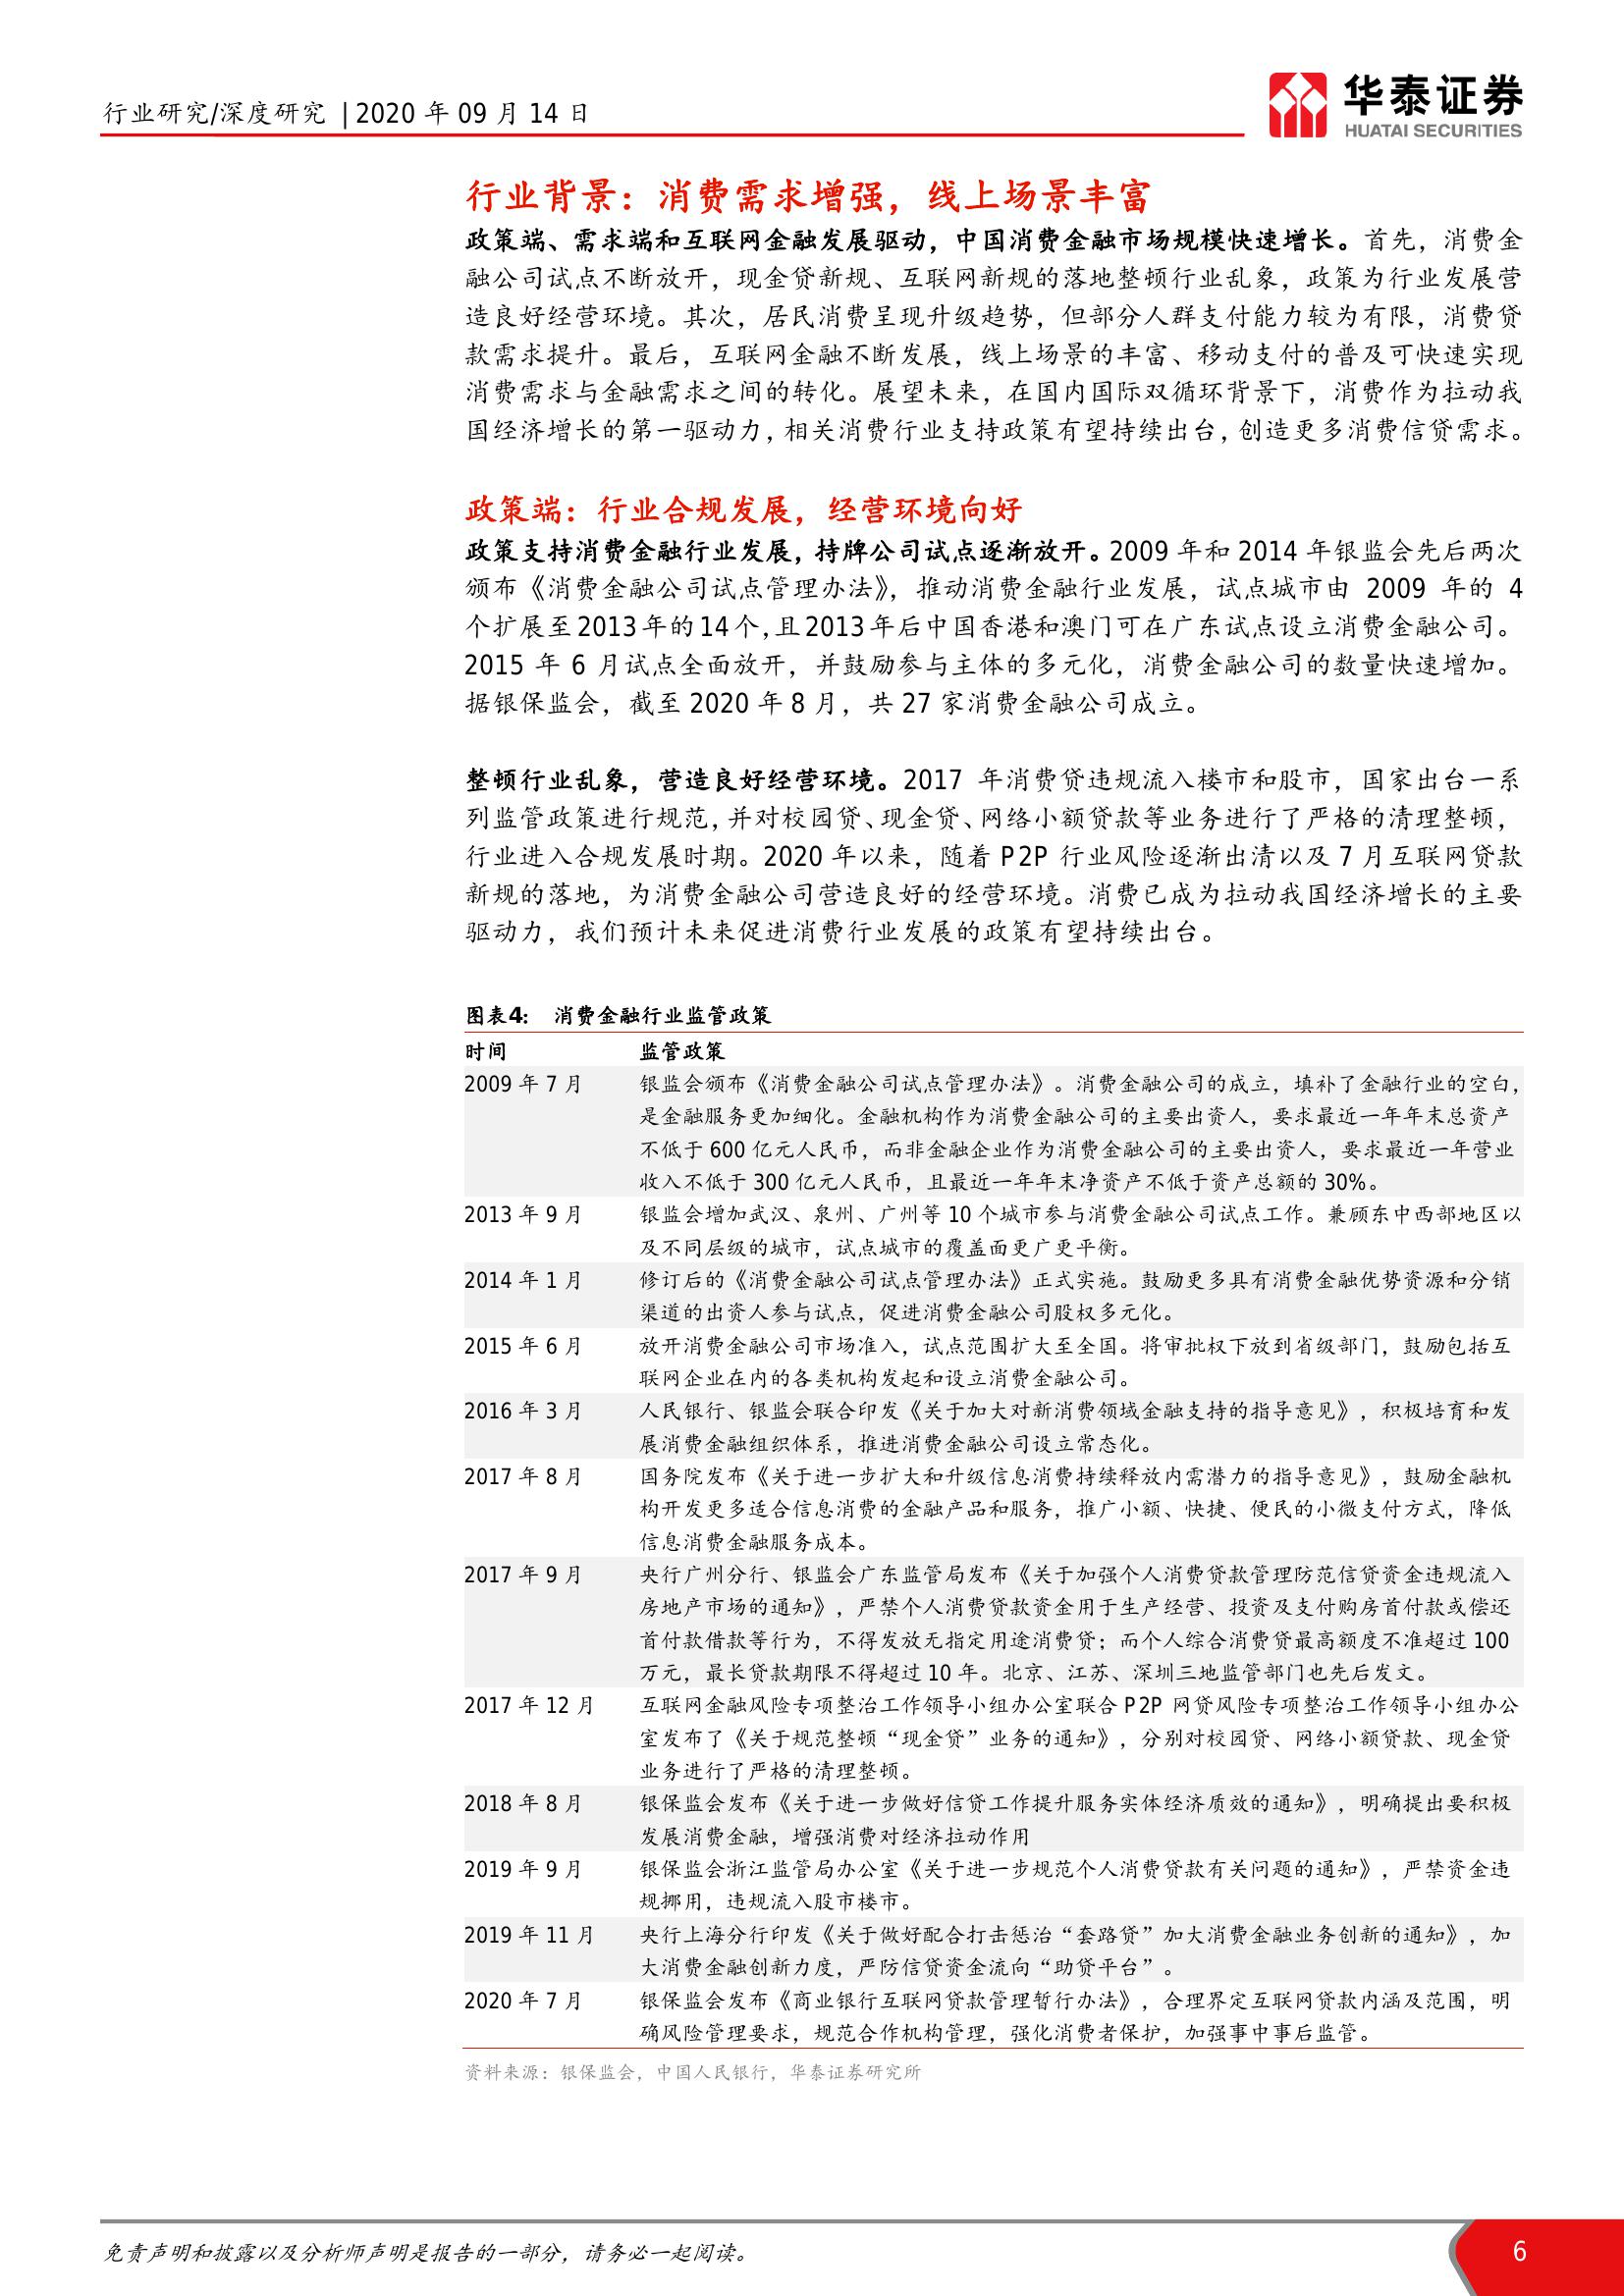 行业研究/深度研究 | 2020 年 09 月 14 日
华泰证券
HUATAI SECURITIES
行业背景：消费需求增强，线上场景丰富
政策端、需求端和互联网金融发展驱动，中国消费金融市场规模快速增长。首先，消费金
融公司试点不断放开，现金贷新规、互联网新规的落地整顿行业乱象，政策为行业发展营
造良好经营环境。其次，居民消费呈现升级趋势，但部分人群支付能力较为有限，消费贷
款需求提升。最后，互联网金融不断发展，线上场景的丰富、移动支付的普及可快速实现
消费需求与金融需求之间的转化。展望未来，在国内国际双循环背景下，消费作为拉动我
国经济增长的第一驱动力，相关消费行业支持政策有望持续出台，创造更多消费信贷需求。
政策端：行业合规发展，经营环境向好
政策支持消费金融行业发展，持牌公司试点逐渐放开。2009 年和 2014 年银监会先后两次
颁布《消费金融公司试点管理办法》，推动消费金融行业发展，试点城市由 2009 年的 4
个扩展至 2013 年的 14 个，且 2013 年后中国香港和澳门可在广东试点设立消费金融公司。
2015 年 6 月试点全面放开，并鼓励参与主体的多元化，消费金融公司的数量快速增加。
据银保监会，截至 2020 年 8 月，共 27 家消费金融公司成立。
整顿行业乱象，营造良好经营环境。2017 年消费贷违规流入楼市和股市，国家出台一系
列监管政策进行规范，并对校园贷、现金贷、网络小额贷款等业务进行了严格的清理整顿，
行业进入合规发展时期。2020 年以来，随着 P2P 行业风险逐渐出清以及 7 月互联网贷款
新规的落地，为消费金融公司营造良好的经营环境。消费已成为拉动我国经济增长的主要
驱动力，我们预计未来促进消费行业发展的政策有望持续出台。
图表4： 消费金融行业监管政策
时间 监管政策
2009 年 7 月 银监会颁布《消费金融公司试点管理办法》。消费金融公司的成立，填补了金融行业的空白，
是金融服务更加细化。金融机构作为消费金融公司的主要出资人，要求最近一年年末总资产
不低于 600 亿元人民币，而非金融企业作为消费金融公司的主要出资人，要求最近一年营业
收入不低于 300 亿元人民币，且最近一年年末净资产不低于资产总额的 30%。
2013 年 9 月 银监会增加武汉、泉州、广州等 10 个城市参与消费金融公司试点工作。兼顾东中西部地区以
及不同层级的城市，试点城市的覆盖面更广更平衡。
2014 年 1 月 修订后的《消费金融公司试点管理办法》正式实施。鼓励更多具有消费金融优势资源和分销
渠道的出资人参与试点，促进消费金融公司股权多元化。
2015 年 6 月 放开消费金融公司市场准入，试点范围扩大至全国。将审批权下放到省级部门，鼓励包括互
联网企业在内的各类机构发起和设立消费金融公司。
2016 年 3 月 人民银行、银监会联合印发《关于加大对新消费领域金融支持的指导意见》，积极培育和发
展消费金融组织体系，推进消费金融公司设立常态化。
2017 年 8 月 国务院发布《关于进一步扩大和升级信息消费持续释放内需潜力的指导意见》，鼓励金融机
构开发更多适合信息消费的金融产品和服务，推广小额、快捷、便民的小微支付方式，降低
信息消费金融服务成本。
2017 年 9 月 央行广州分行、银监会广东监管局发布《关于加强个人消费贷款管理防范信贷资金违规流入
房地产市场的通知》，严禁个人消费贷款资金用于生产经营、投资及支付购房首付款或偿还
首付款借款等行为，不得发放无指定用途消费贷；而个人综合消费贷最高额度不准超过 100
万元，最长贷款期限不得超过 10 年。北京、江苏、深圳三地监管部门也先后发文。
2017 年 12 月 互联网金融风险专项整治工作领导小组办公室联合 P2P 网贷风险专项整治工作领导小组办公
室发布了《关于规范整顿“现金贷”业务的通知》，分别对校园贷、网络小额贷款、现金贷
业务进行了严格的清理整顿。
2018 年 8 月 银保监会发布《关于进一步做好信贷工作提升服务实体经济质效的通知》，明确提出要积极
发展消费金融，增强消费对经济拉动作用
2019 年 9 月 银保监会浙江监管局办公室《关于进一步规范个人消费贷款有关问题的通知》，严禁资金违
规挪用，违规流入股市楼市。
2019 年 11 月 央行上海分行印发《关于做好配合打击惩治“套路贷”加大消费金融业务创新的通知》，加
大消费金融创新力度，严防信贷资金流向“助贷平台”。
2020 年 7 月 银保监会发布《商业银行互联网贷款管理暂行办法》，合理界定互联网贷款内涵及范围，明
确风险管理要求，规范合作机构管理，强化消费者保护，加强事中事后监管。
资料来源：银保监会，中国人民银行，华泰证券研究所
免责声明和披露以及分析师声明是报告的一部分，请务必一起阅读。
6